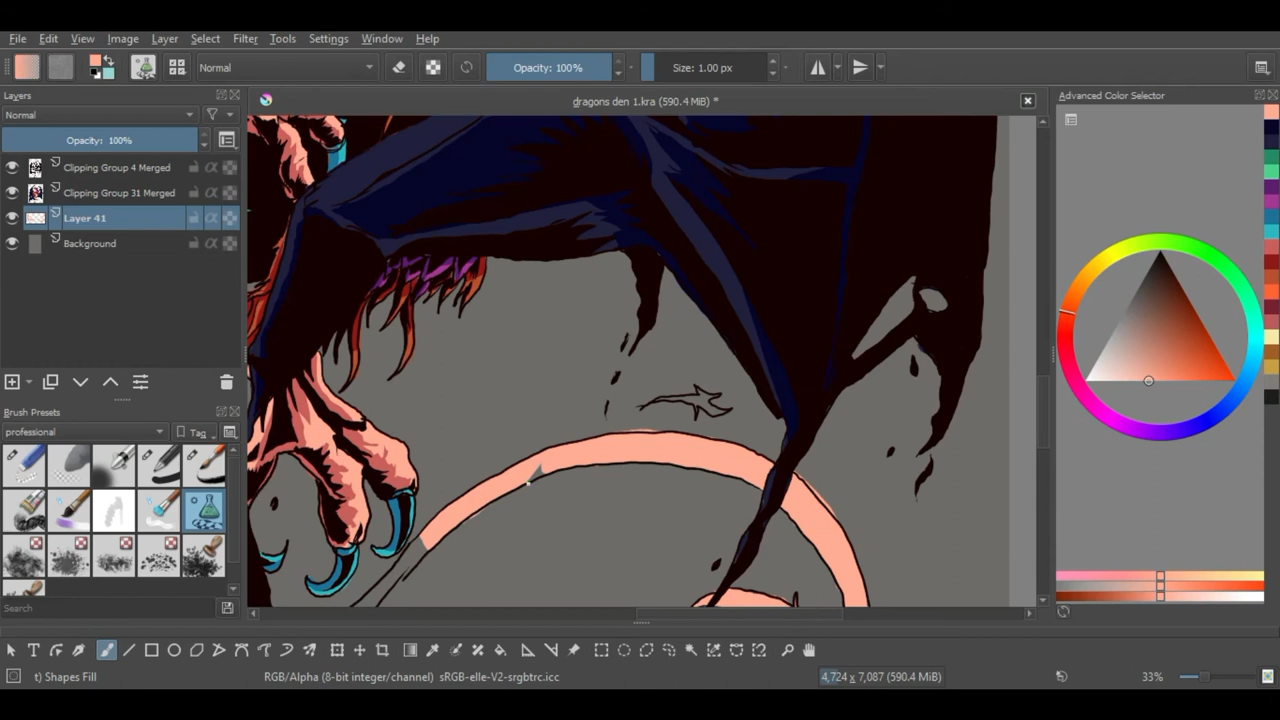 File Edit View Image Layer Select Filter Tools Settings Window Help
Normal Opacity: 100% Size: 1.00 px
Layers
dragons den 1.kra (590.4 MiB) *
Advanced Color Selector
Normal
Opacity: 100%
Clipping Group 4 Merged
Clipping Group 31 Merged
Layer 41
Background
Brush Presets
professional Tag
Search
t) Shapes Fill RGB/Alpha (8-bit integer/channel) sRGB-elle-V2-srgbtrc.icc 4,724 x 7,087 (590.4 MiB) 33%